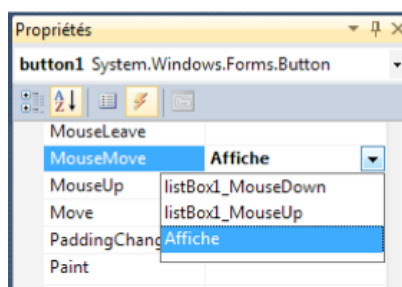 Propriétés
button1 System.Windows.Forms.Button
MouseLeave
MouseMove Affiche
MouseUp listBox1_MouseDown
Move listBox1_MouseUp
PaddingChang Affiche
Paint